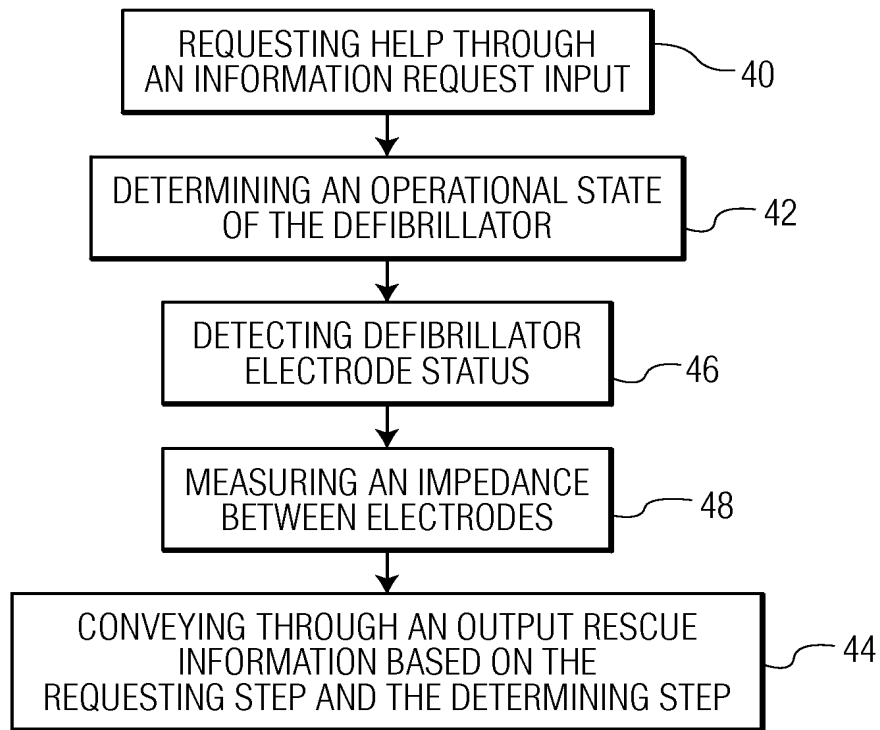 REQUESTING HELP THROUGH
AN INFORMATION REQUEST INPUT
40
DETERMINING AN OPERATIONAL STATE
OF THE DEFIBRILLATOR
42
DETECTING DEFIBRILLATOR
ELECTRODE STATUS
46
MEASURING AN IMPEDANCE
BETWEEN ELECTRODES
48
CONVEYING THROUGH AN OUTPUT RESCUE
INFORMATION BASED ON THE
REQUESTING STEP AND THE DETERMINING STEP
44